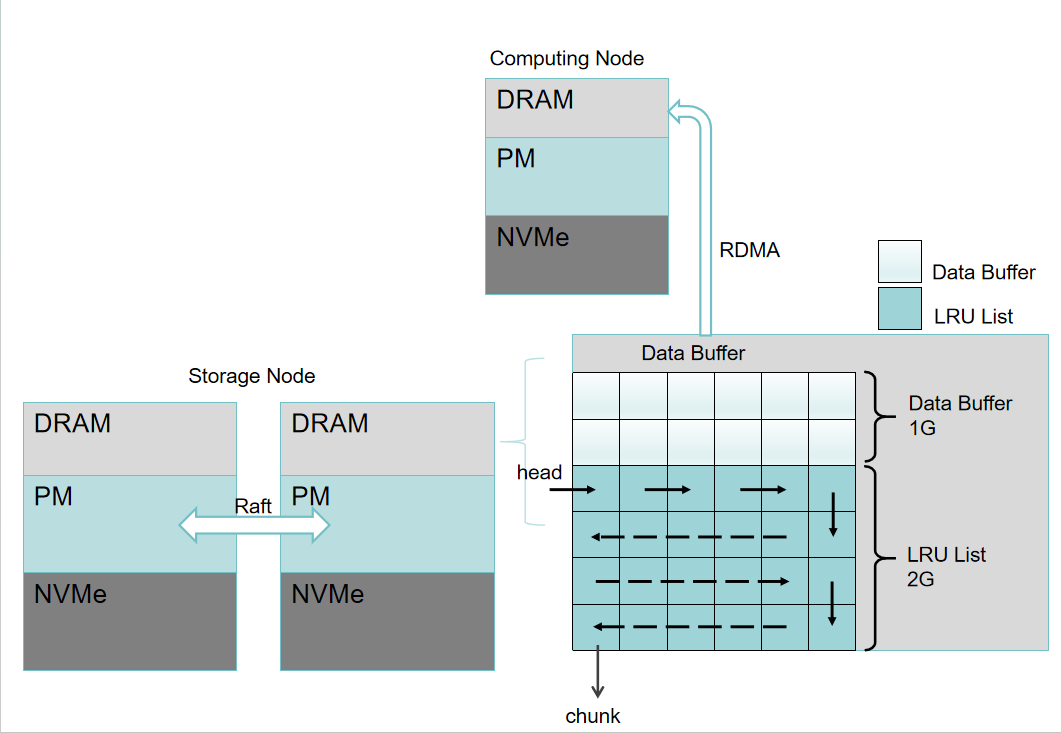 Computing Node
DRAM
PM
NVMe
RDMA
Data Buffer
LRU List
Storage Node
DRAM
PM
NVMe
Raft
DRAM
PM
NVMe
Data Buffer
head
Data Buffer
1G
LRU List
2G
chunk